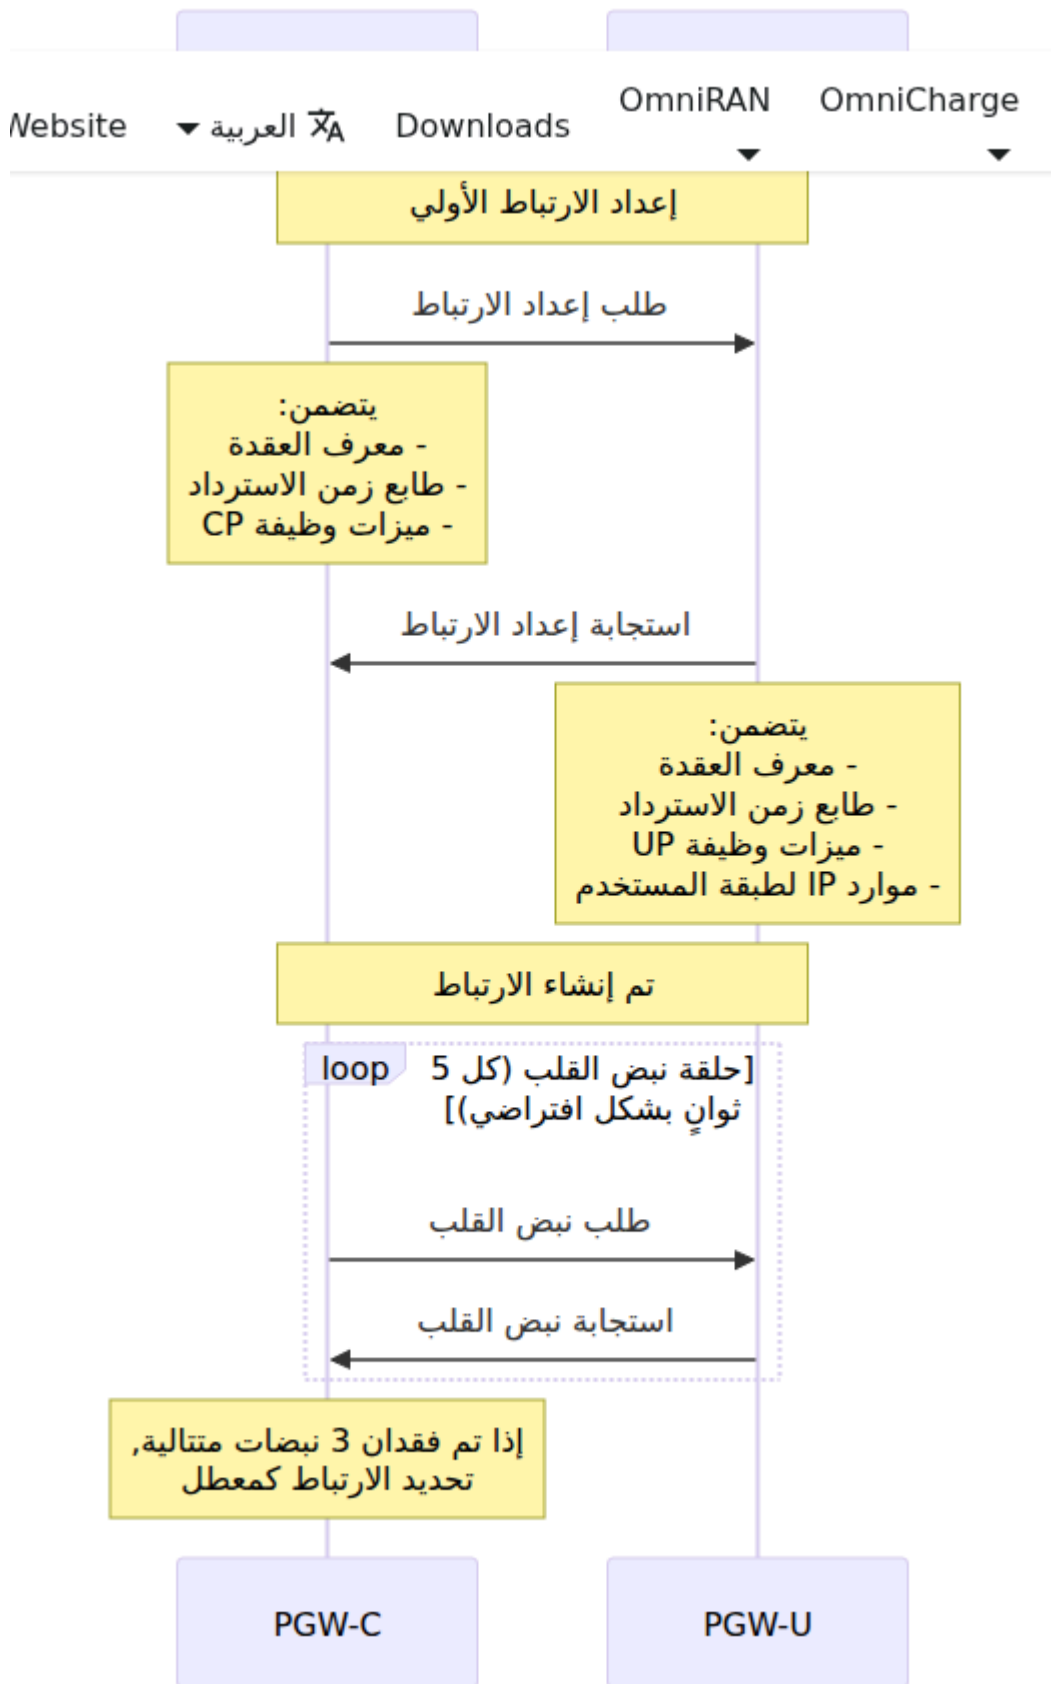 OmniRAN
OmniCharge
العربية
Downloads
إعداد الارتباط الأولي
طلب إعداد الارتباط
يتضمن:
- معرف العقدة
- طابع زمن الاسترداد
- ميزات وظيفة CP
استجابة إعداد الارتباط
يتضمن:
- معرف العقدة
- طابع زمن الاسترداد
- ميزات وظيفة UP
- موارد IP لطبقة المستخدم
تم إنشاء الارتباط
loop
[حلقة نبض القلب (كل 5
ثوانٍ بشكل افتراضي)]
طلب نبض القلب
استجابة نبض القلب
إذا تم فقدان 3 نبضات متتالية,
تحديد الارتباط كمعطل
PGW-C
PGW-U